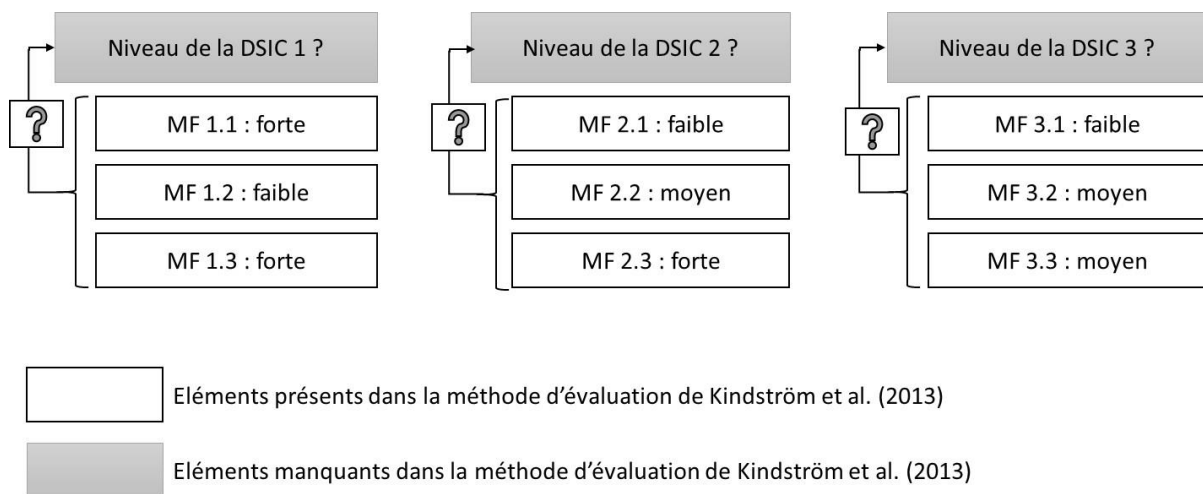 Niveau de la DSIC 1 ?
?
MF 1.1 : forte
MF 1.2 : faible
MF 1.3 : forte
Niveau de la DSIC 2 ?
?
MF 2.1 : faible
MF 2.2 : moyen
MF 2.3 : forte
Niveau de la DSIC 3 ?
?
MF 3.1 : faible
MF 3.2 : moyen
MF 3.3 : moyen
Eléments présents dans la méthode d’évaluation de Kindström et al. (2013)
Eléments manquants dans la méthode d’évaluation de Kindström et al. (2013)